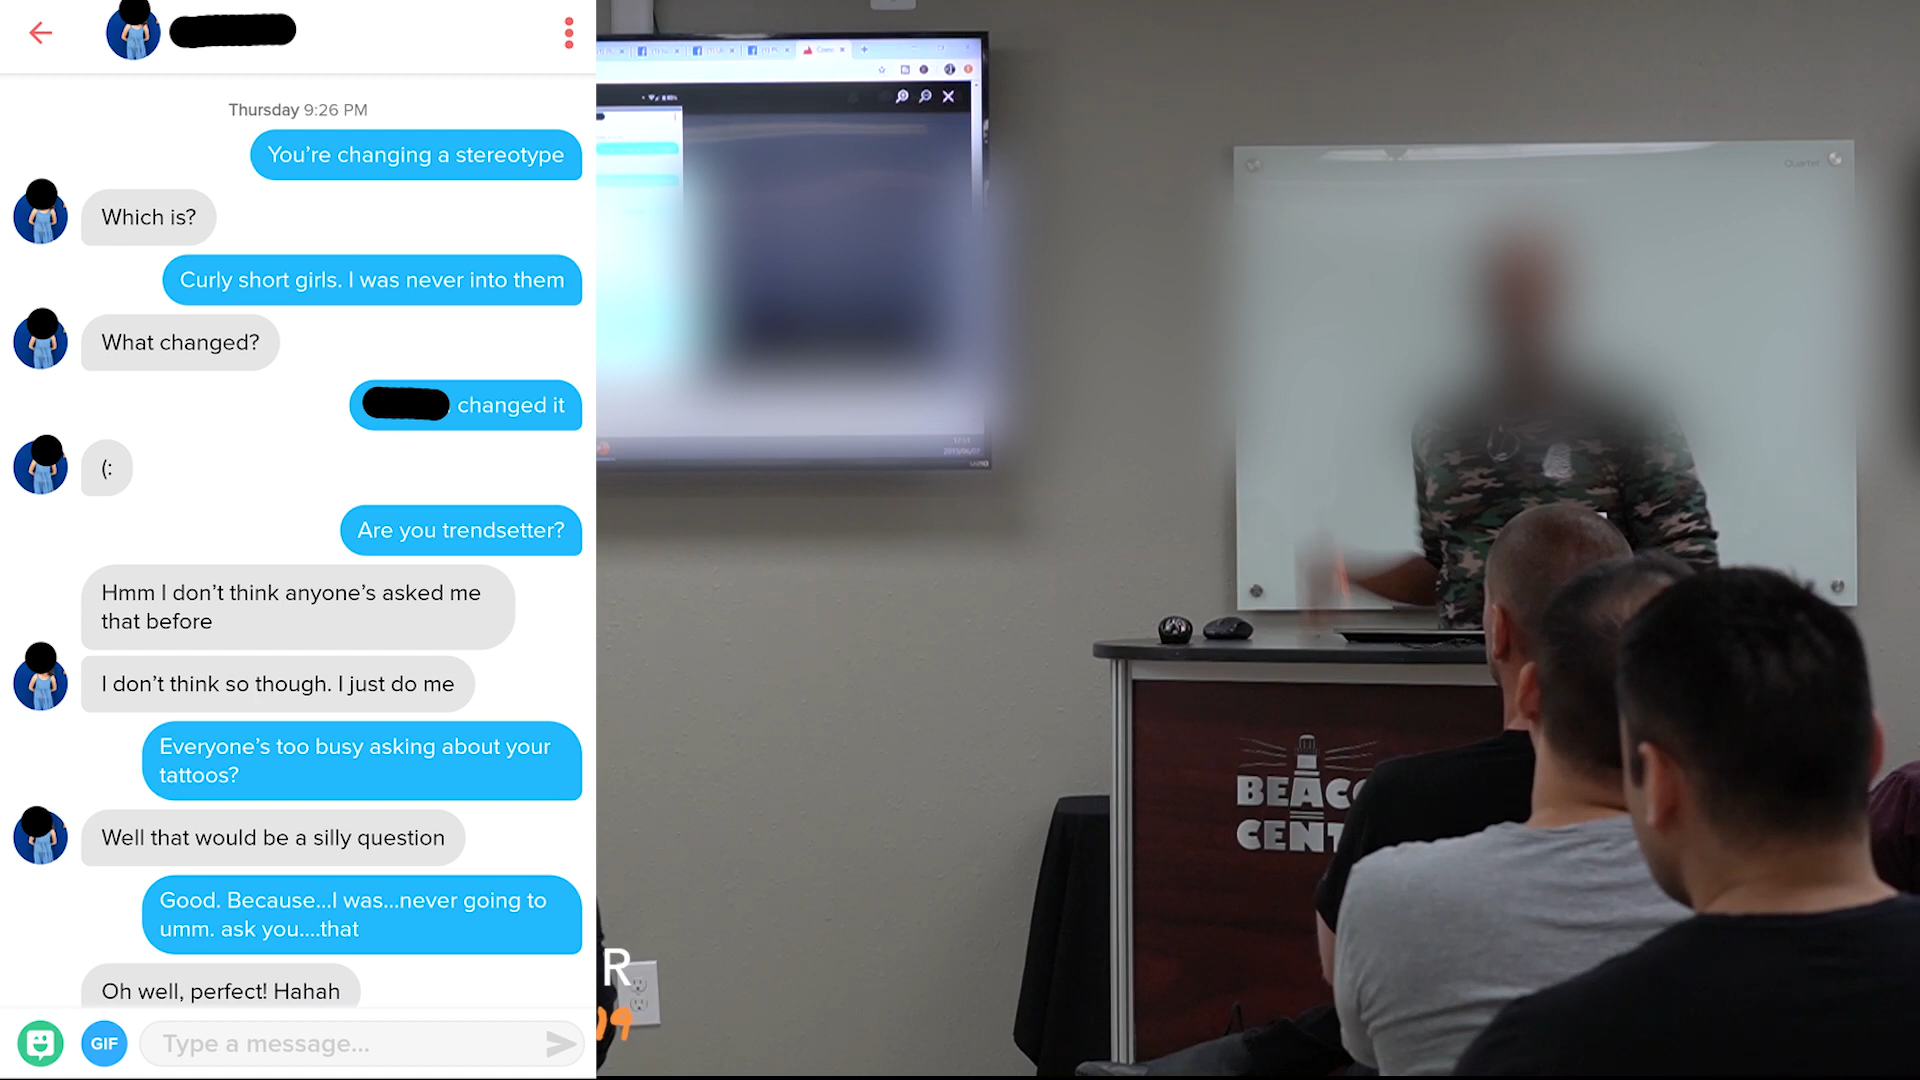 Thursday 9:26 PM
You're changing a stereotype
Which is?
Curly short girls. I was never into them
What changed?
changed it
(:
Are you trendsetter?
Hmm I don't think anyone's asked me
that before
I don't think so though. I just do me
Everyone's too busy asking about your
tattoos?
Well that would be a silly question
Good. Because...I was...never going to
umm. ask you....that
Oh well, perfect! Hahah
GIF
Type a message...
Quartet
BEAC
CENT
R
19